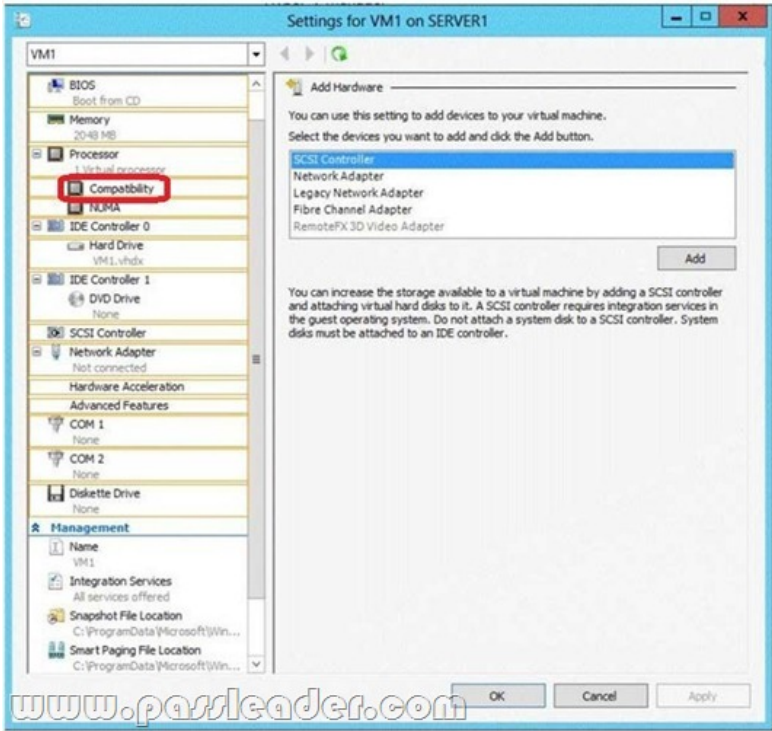 Settings for VM1 on SERVER1
VM1
BIOS
Boot from CD
Memory
2048 MB
Processor
1 Virtual processor
Compatibility
NUMA
IDE Controller 0
Hard Drive
VM1.vhdx
IDE Controller 1
DVD Drive
None
SCSI Controller
Network Adapter
Not connected
Hardware Acceleration
Advanced Features
COM 1
None
COM 2
None
Diskette Drive
None
Management
Name
VM1
Integration Services
All services offered
Snapshot File Location
C:\ProgramData\Microsoft\Win...
Smart Paging File Location
C:\ProgramData\Microsoft\Win...
Add Hardware
You can use this setting to add devices to your virtual machine.
Select the devices you want to add and click the Add button.
SCSI Controller
Network Adapter
Legacy Network Adapter
Fibre Channel Adapter
RemoteFX 3D Video Adapter
Add
You can increase the storage available to a virtual machine by adding a SCSI controller
and attaching virtual hard disks to it. A SCSI controller requires integration services in
the guest operating system. Do not attach a system disk to a SCSI controller. System
disks must be attached to an IDE controller.
OK Cancel Apply
www.passleader.com